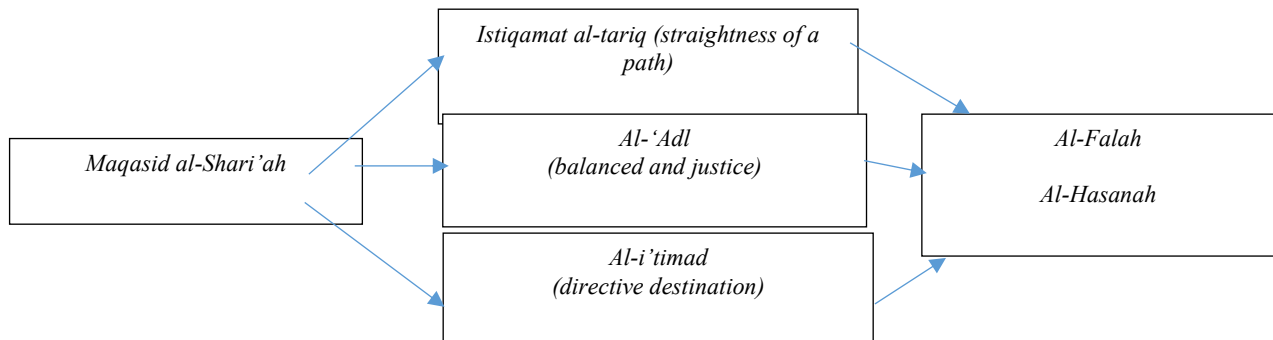 Istiqamat al-tariq (straightness of a
path)
Maqasid al-Shari’ah
Al-‘Adl
(balanced and justice)
Al-Falah
Al-Hasanah
Al-i’timad
(directive destination)